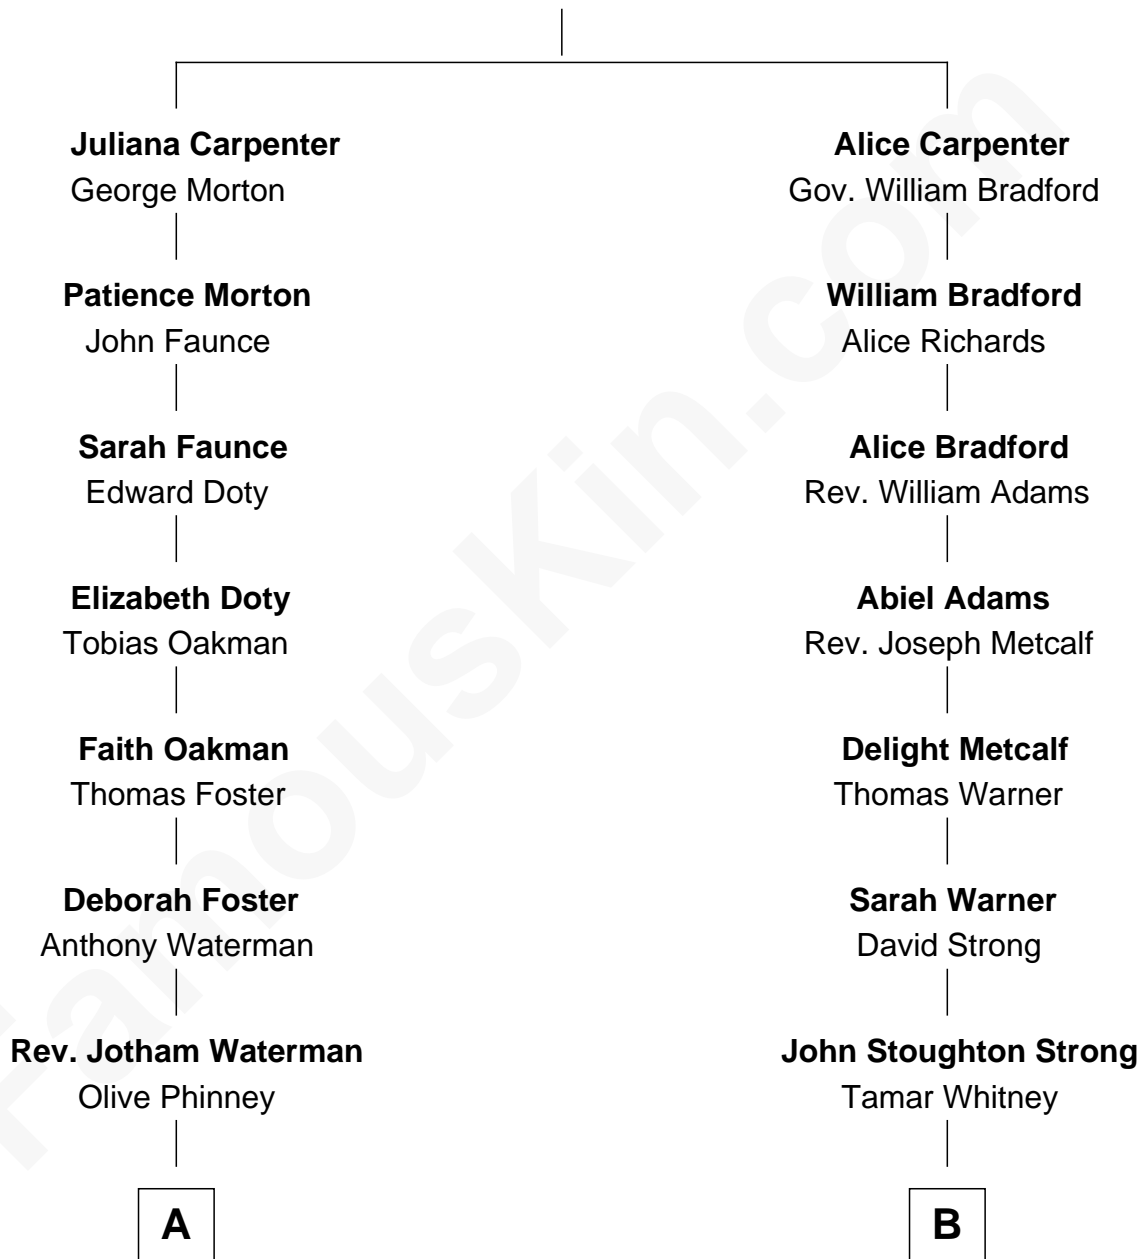 Juliana Carpenter
George Morton
Alice Carpenter
Gov. William Bradford
Patience Morton
John Faunce
William Bradford
Alice Richards
Sarah Faunce
Edward Doty
Alice Bradford
Rev. William Adams
Elizabeth Doty
Tobias Oakman
Abiel Adams
Rev. Joseph Metcalf
Faith Oakman
Thomas Foster
Delight Metcalf
Thomas Warner
Deborah Foster
Anthony Waterman
Sarah Warner
David Strong
Rev. Jotham Waterman
Olive Phinney
John Stoughton Strong
Tamar Whitney
A
B
FamousKin.com